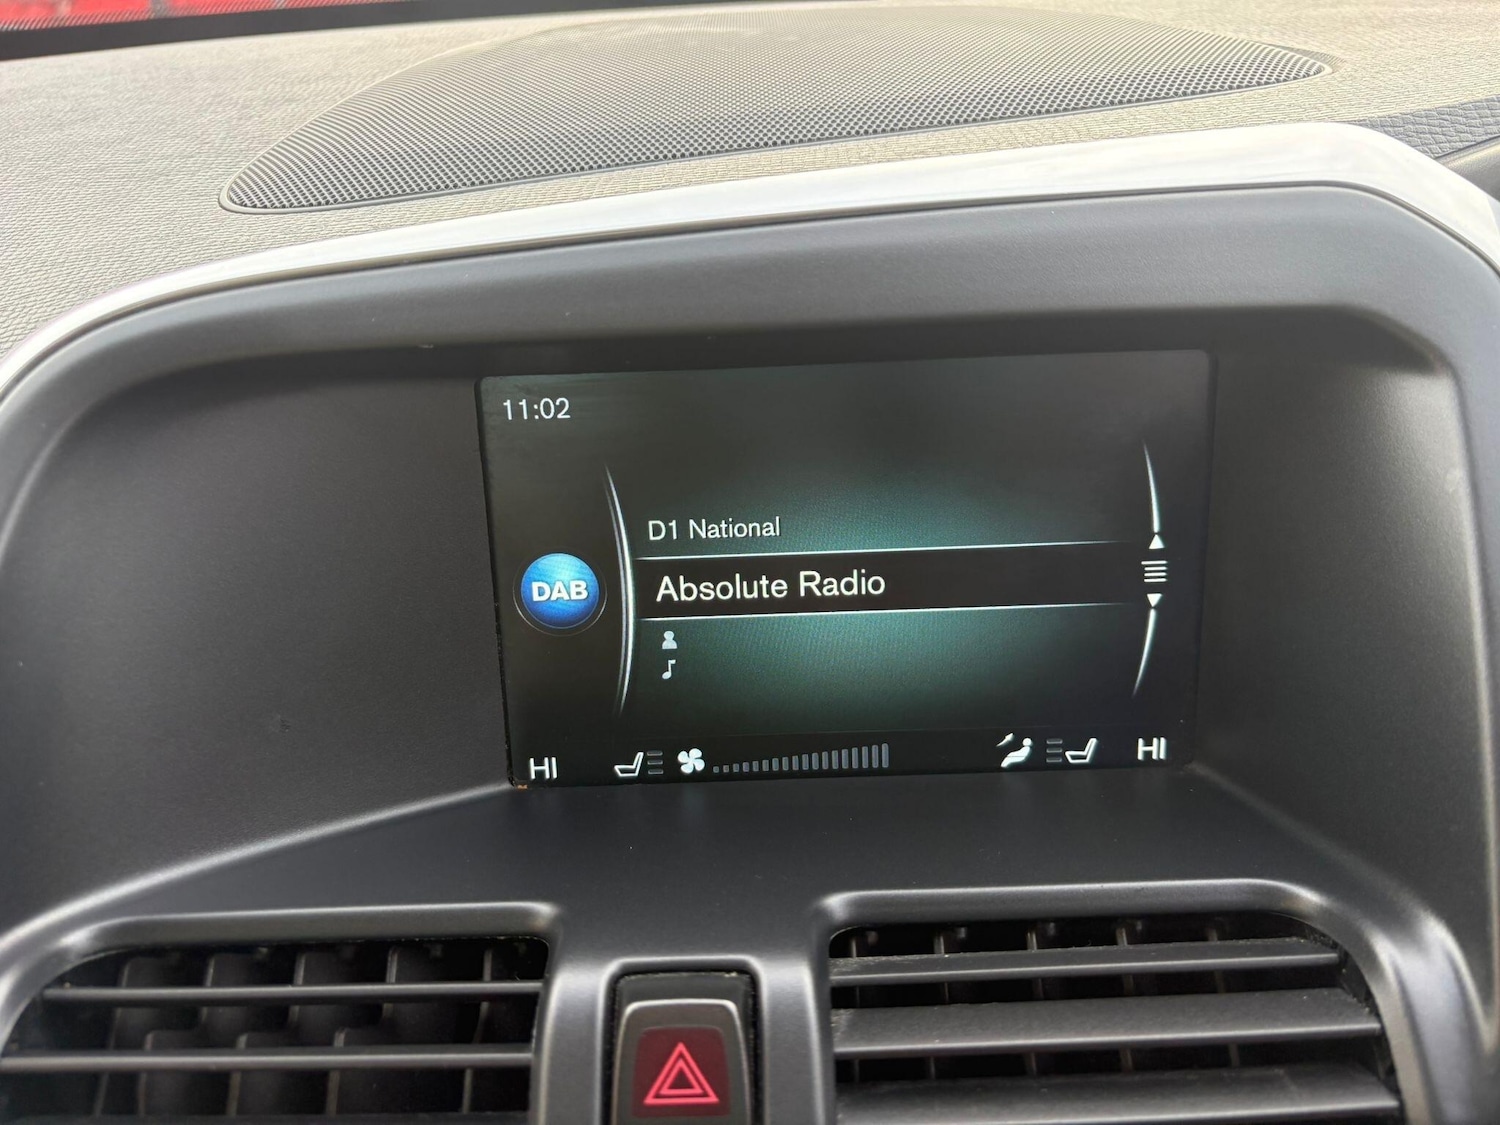 11:02
D1 National
DAB
Absolute Radio
HI
HI